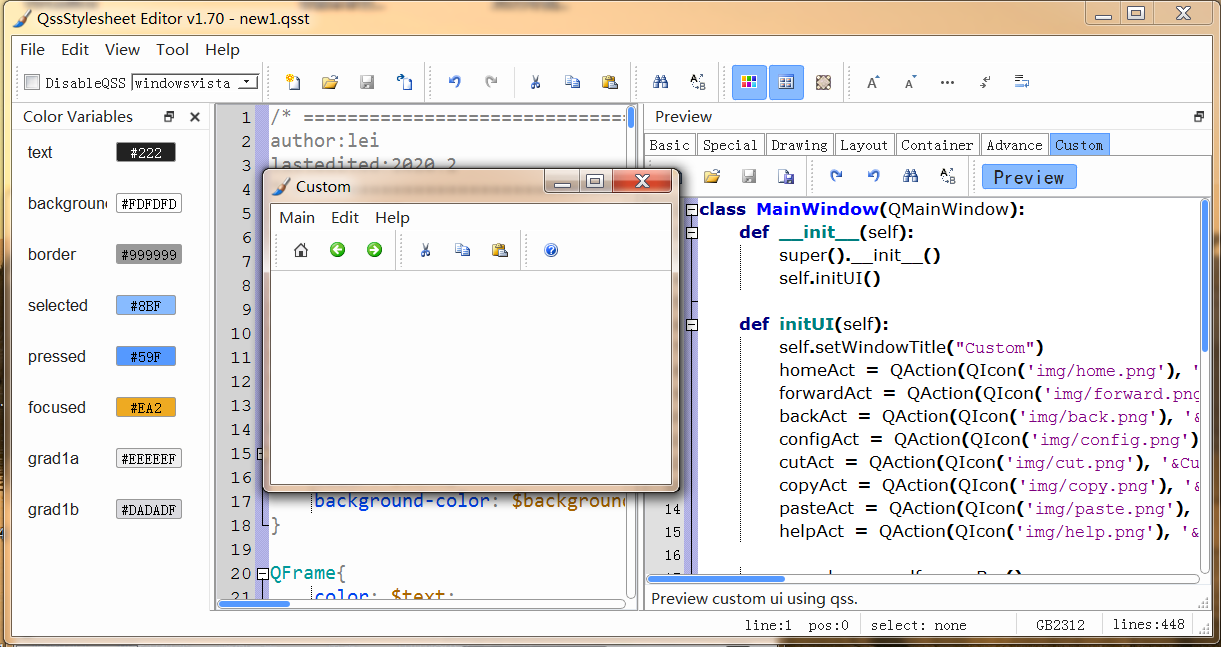 QssStylesheet Editor v1.70 - new1.qsst
File Edit View Tool Help
DisableQSS windowsvista
Color Variables
text #222
backgroun #FDFDFD
border #999999
selected #8BF
pressed #59F
focused #EA2
grad1a #EEEEEF
grad1b #DADADF
1 /* ==============================
2 author:lei
3 lastedited:2020.2
4
5
6
7
8
9
10
11
12
13
14
15
16
17 background-color: $background
18 }
19
20 QFrame{
21 color: $text;
Custom
Main Edit Help
Preview
Basic Special Drawing Layout Container Advance Custom
Preview
class MainWindow(QMainWindow):
def __init__(self):
super().__init__()
self.initUI()
def initUI(self):
self.setWindowTitle("Custom")
homeAct = QAction(QIcon('img/home.png'), '
forwardAct = QAction(QIcon('img/forward.png
backAct = QAction(QIcon('img/back.png'), '&
configAct = QAction(QIcon('img/config.png')
cutAct = QAction(QIcon('img/cut.png'), '&Cu
copyAct = QAction(QIcon('img/copy.png'), '&
14 pasteAct = QAction(QIcon('img/paste.png'),
15 helpAct = QAction(QIcon('img/help.png'), '&
16
Preview custom ui using qss.
line:1 pos:0 select: none GB2312 lines:448